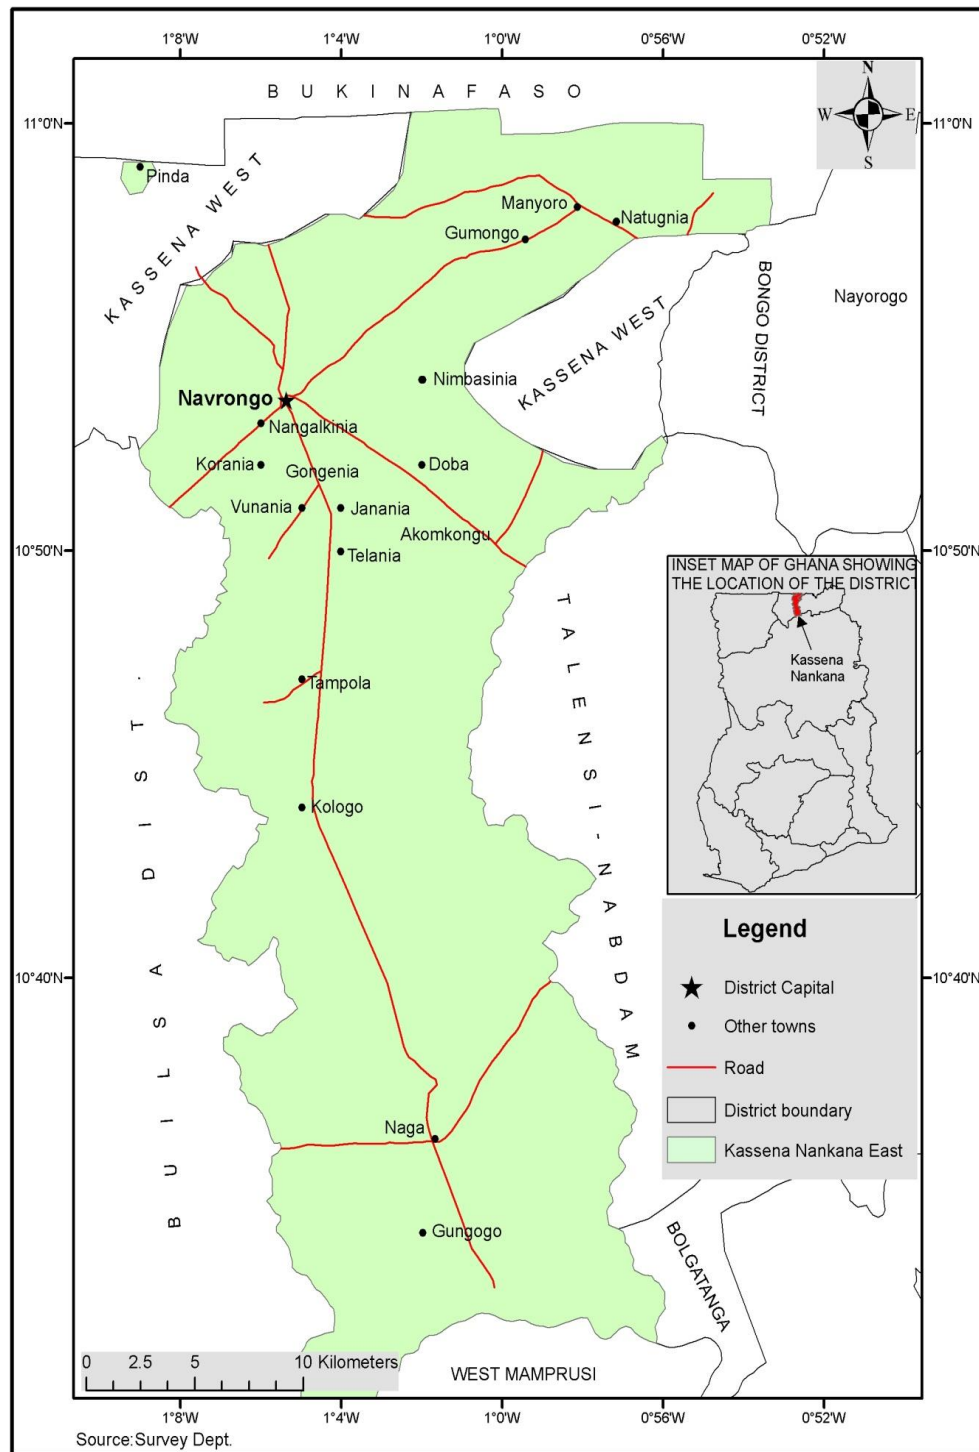 1°8'W 1°4'W 1°0'W 0°56'W 0°52'W
BUKINAFASO
N
W E
S
11°0'N 11°0'N
Pinda
KASSENA WEST
Manyoro
Natugnia
Gumongo
BONGO DISTRICT
Nayorogo
KASSENA WEST
Nimbasinia
Navrongo
Nangalkinia
Korania
Gongenia
Doba
Vunania
Janania
Akomkongu
10°50'N 10°50'N
Telania
INSET MAP OF GHANA SHOWING
THE LOCATION OF THE DISTRICT
Kassena
Nankana
TALENSI-NABDAM
Tampola
BUILSA DIST.
Kologo
Legend
District Capital
Other towns
Road
District boundary
Kassena Nankana East
10°40'N 10°40'N
Naga
Gungogo
BOLGATANGA
WEST MAMPRUSI
0 2.5 5 10 Kilometers
1°8'W 1°4'W 1°0'W 0°56'W 0°52'W
Source:Survey Dept.